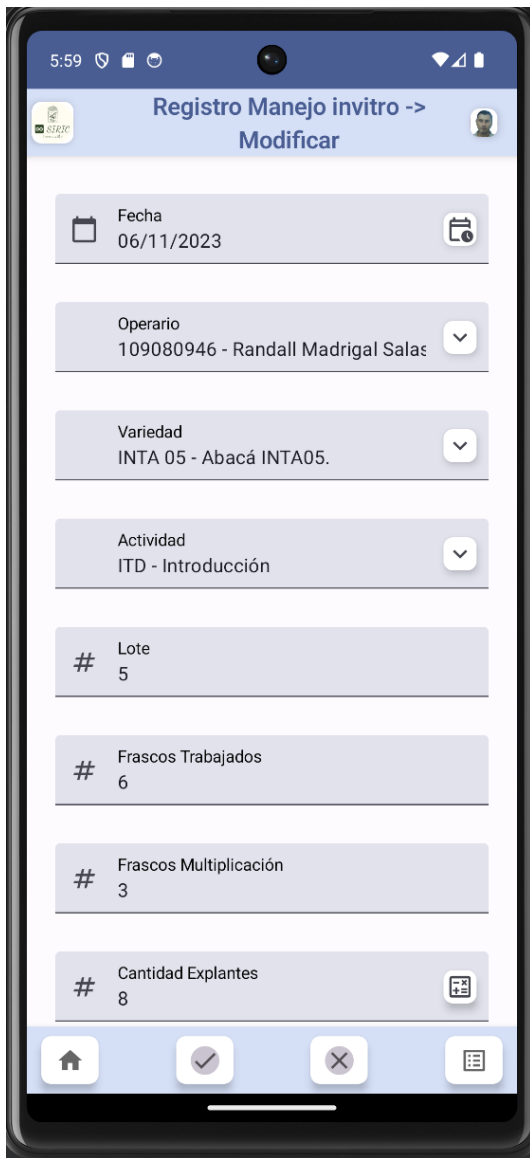 5:59
SIRIC
Registro Manejo invitro ->
Modificar
Fecha
06/11/2023
Operario
109080946 - Randall Madrigal Salas
Variedad
INTA 05 - Abacá INTA05.
Actividad
ITD - Introducción
# Lote
5
# Frascos Trabajados
6
# Frascos Multiplicación
3
# Cantidad Explantes
8